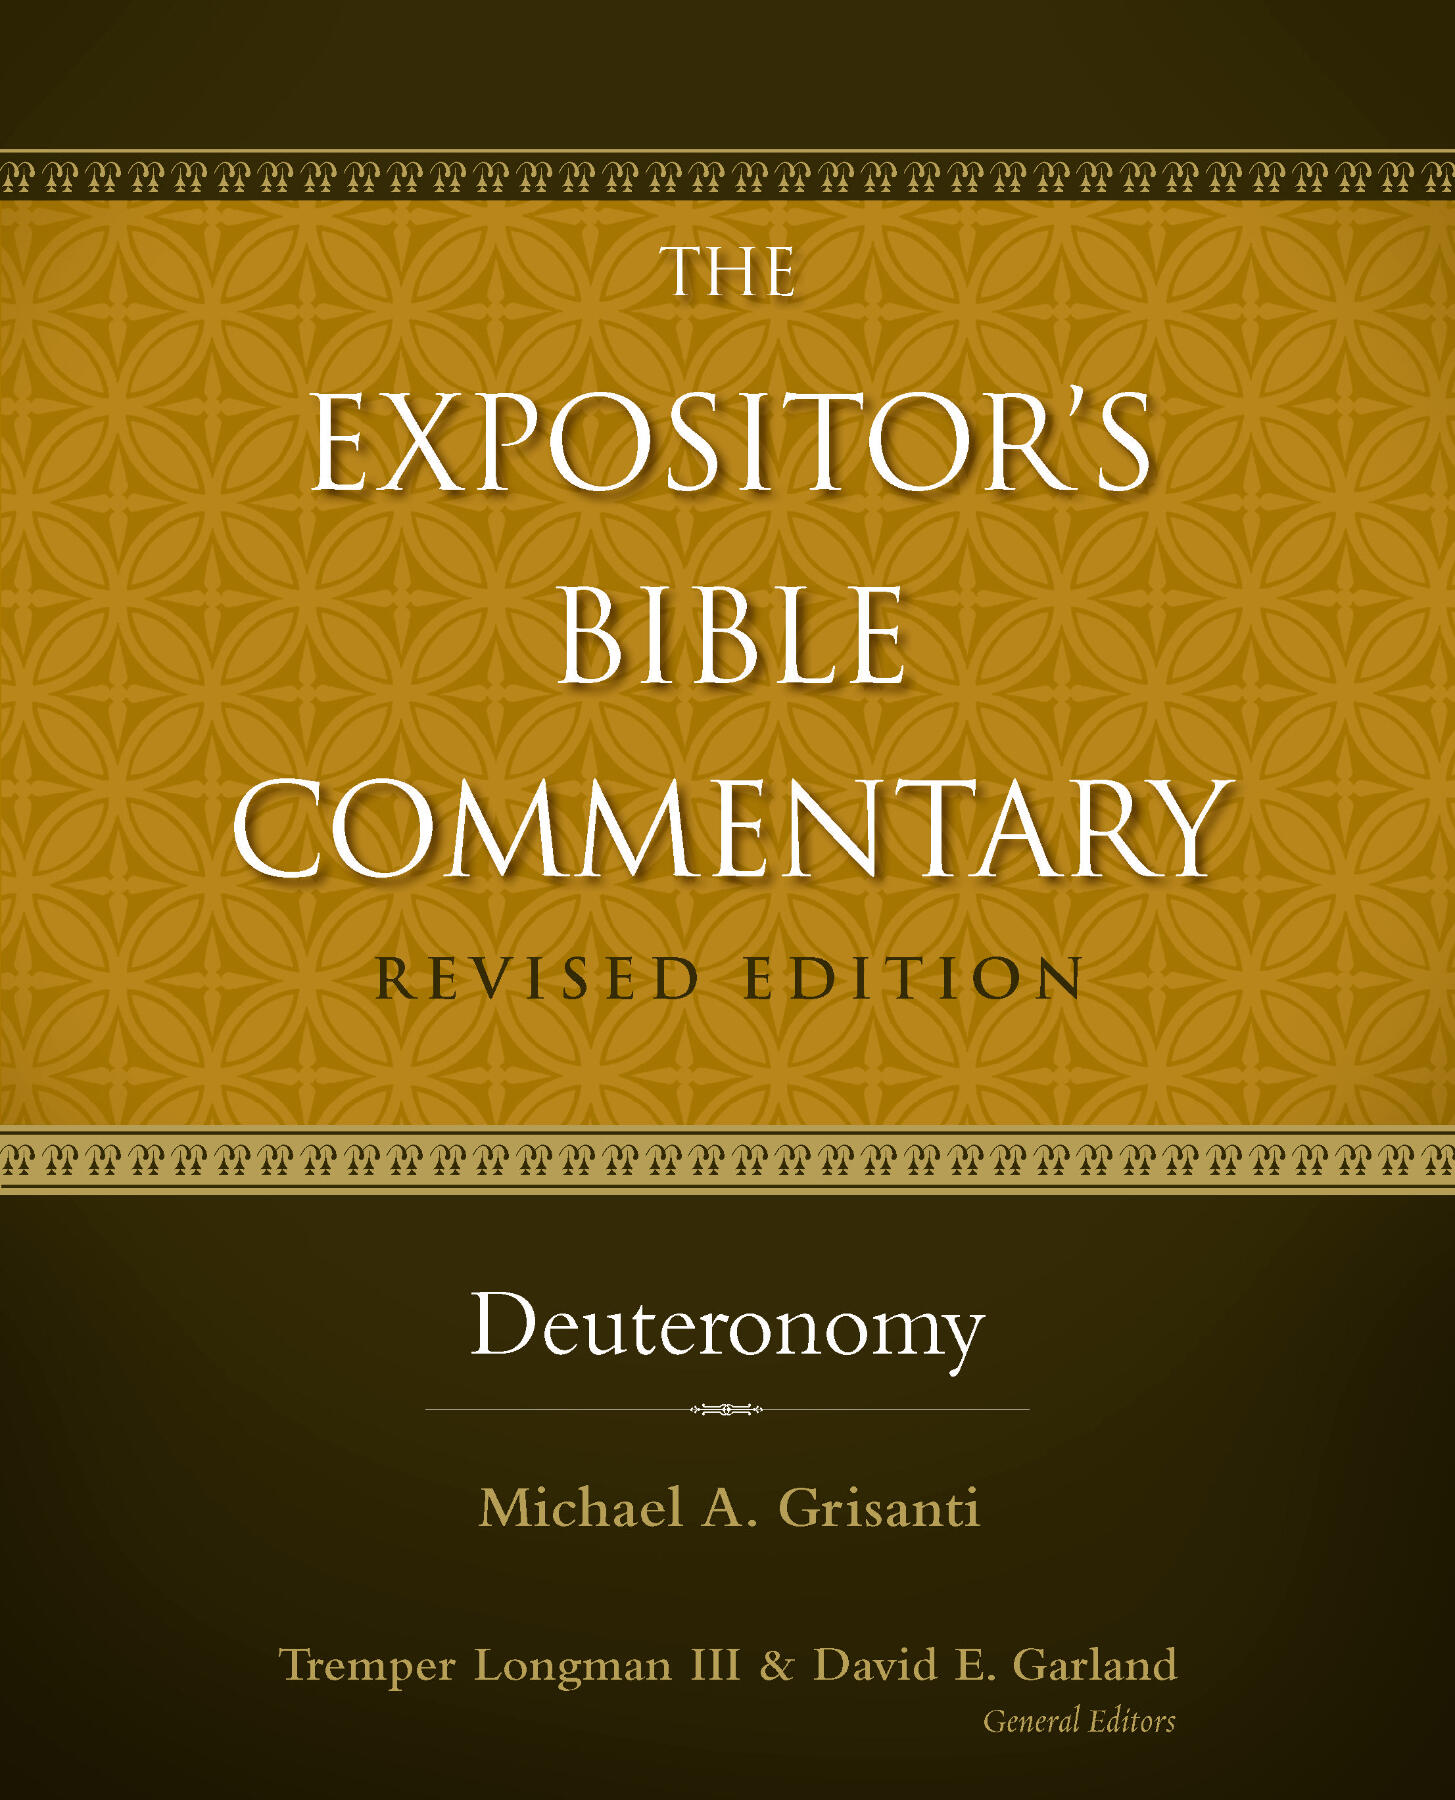 THE
EXPOSITOR’S
BIBLE
COMMENTARY
REVISED EDITION
Deuteronomy
Michael A. Grisanti
Tremper Longman III & David E. Garland
General Editors